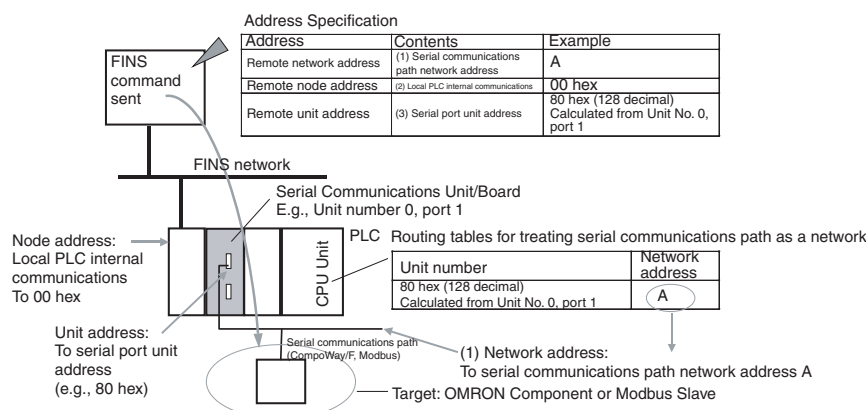 Address Specification
Address Contents Example
Remote network address (1) Serial communications path network address A
Remote node address (2) Local PLC internal communications 00 hex
Remote unit address (3) Serial port unit address 80 hex (128 decimal) Calculated from Unit No. 0, port 1
FINS
command
sent
FINS network
Serial Communications Unit/Board
E.g., Unit number 0, port 1
Node address:
Local PLC internal
communications
To 00 hex
CPU Unit
PLC
Routing tables for treating serial communications path as a network
Unit number Network address
80 hex (128 decimal)
Calculated from Unit No. 0, port 1 A
Unit address:
To serial port unit
address
(e.g., 80 hex)
Serial communications path
(CompoWay/F, Modbus)
(1) Network address:
To serial communications path network address A
Target: OMRON Component or Modbus Slave